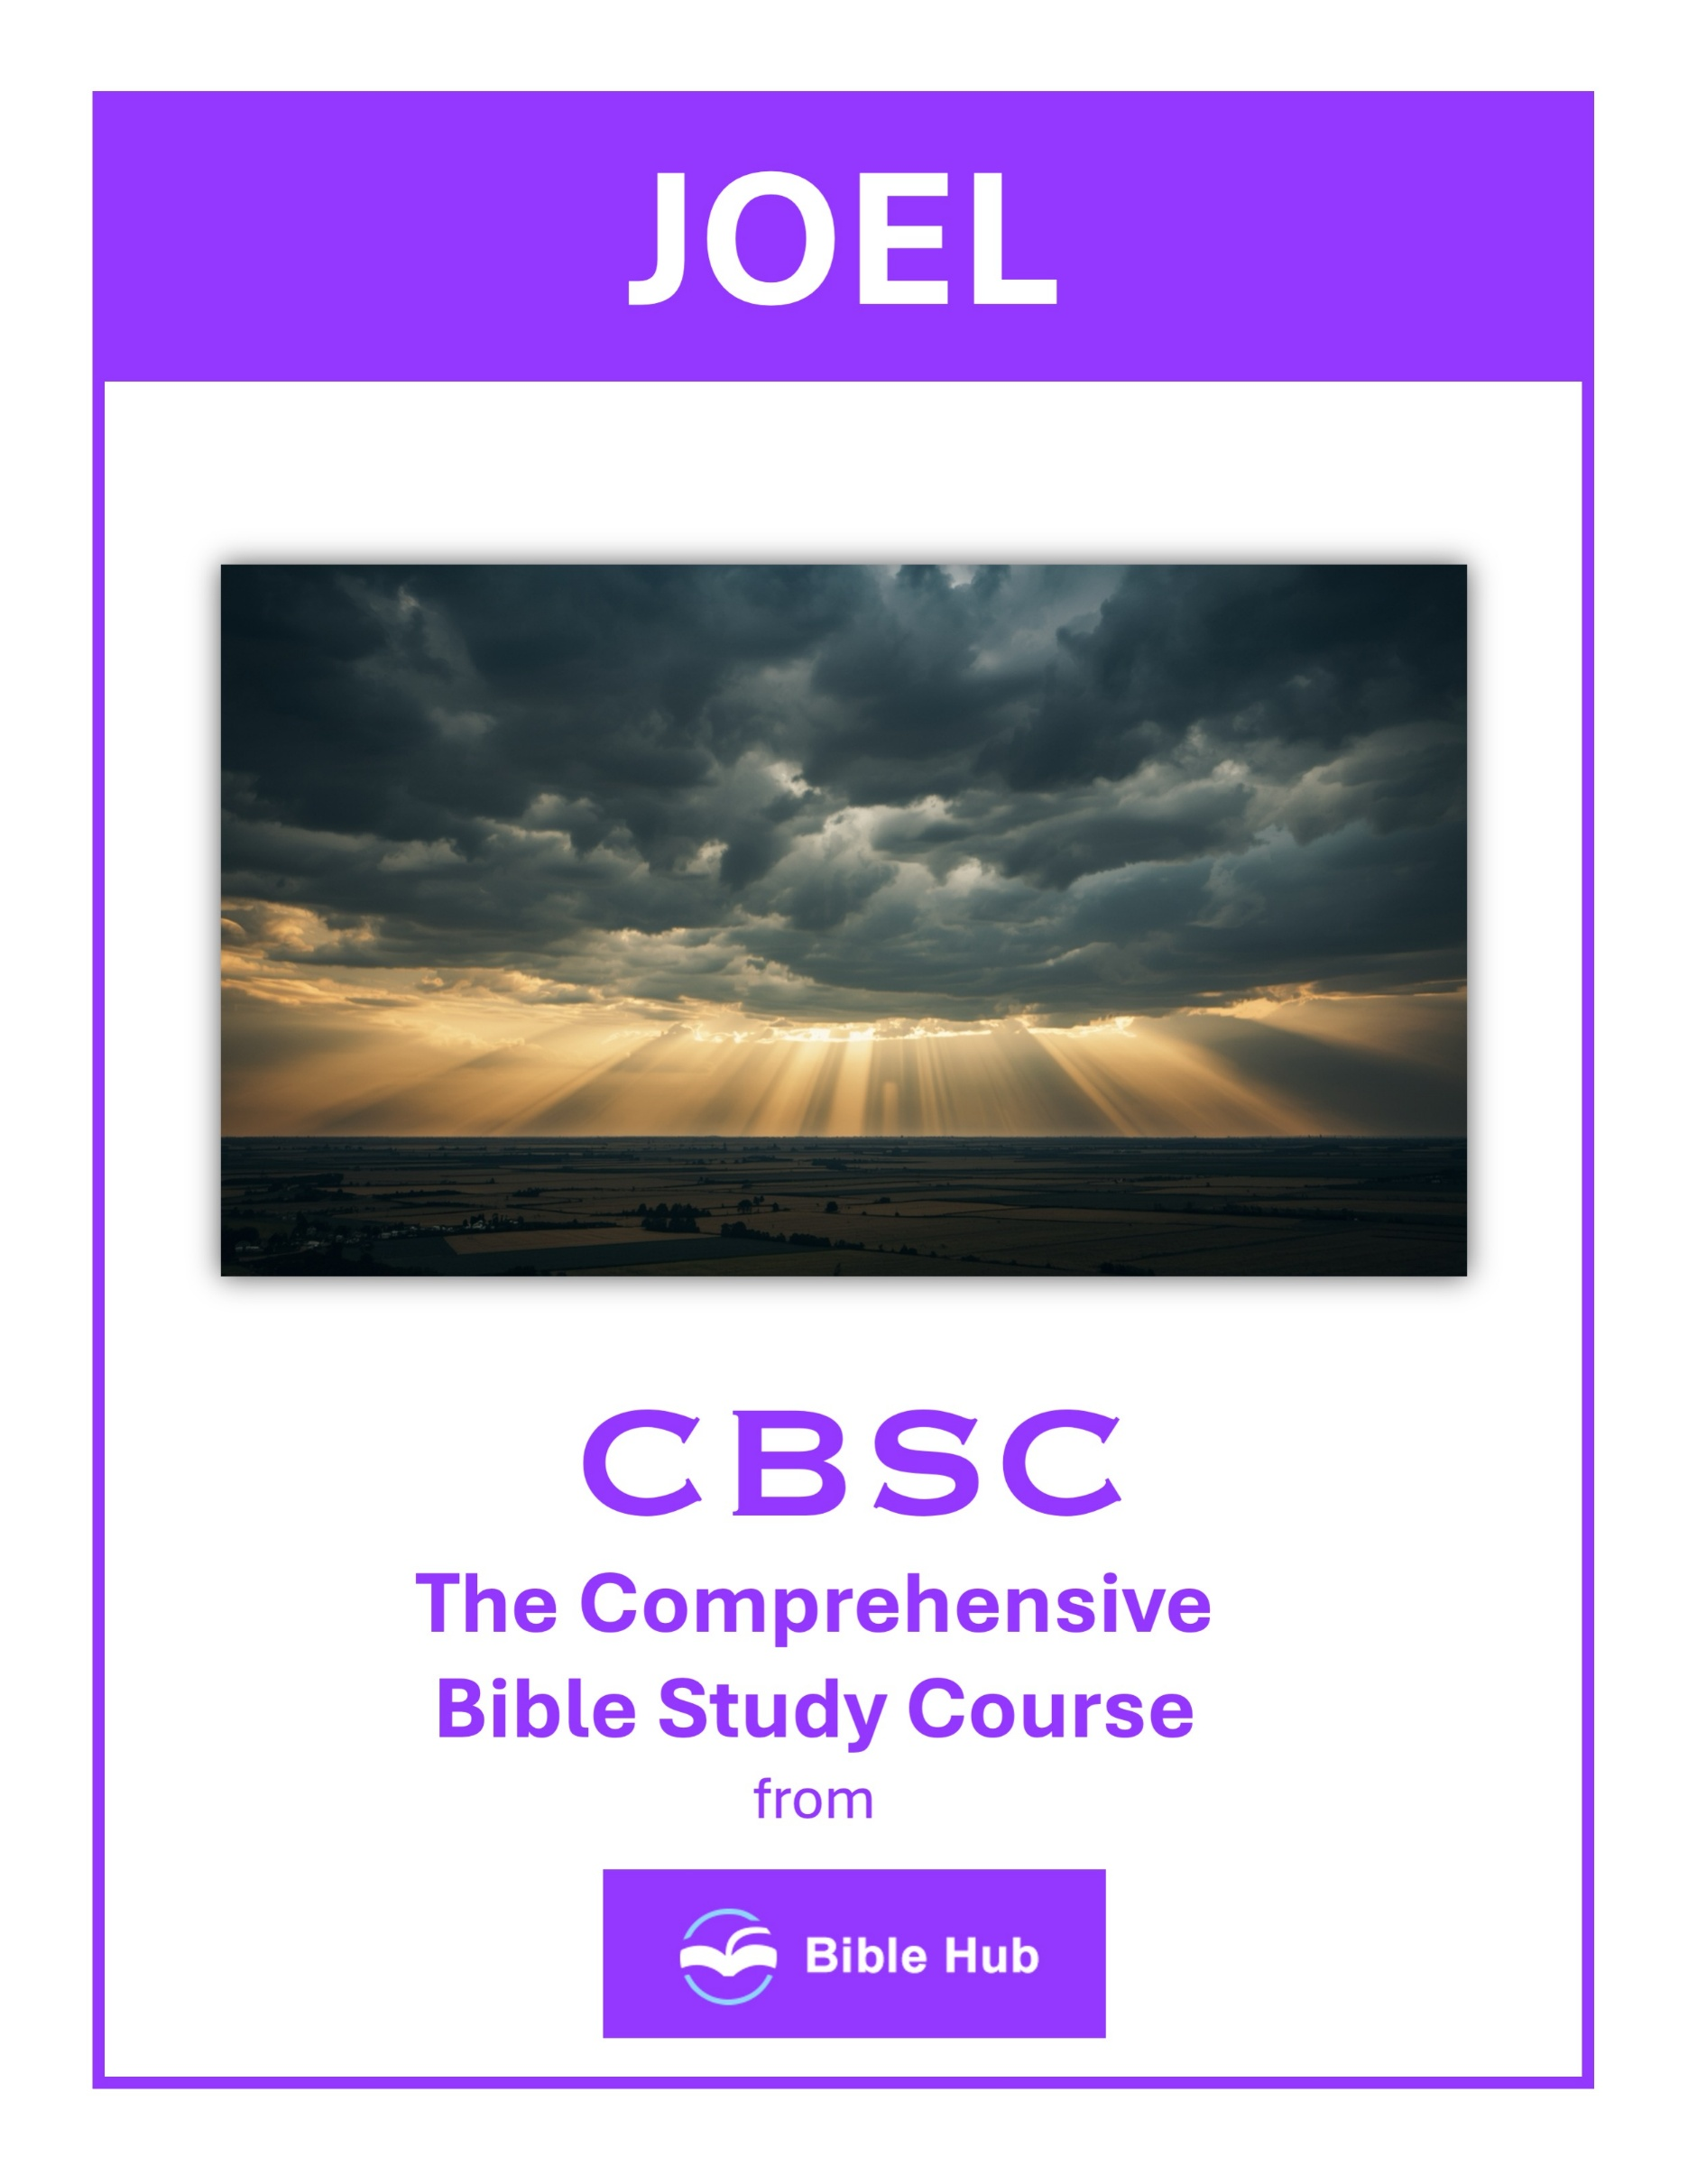 JOEL
CBSC
The Comprehensive
Bible Study Course
from
Bible Hub